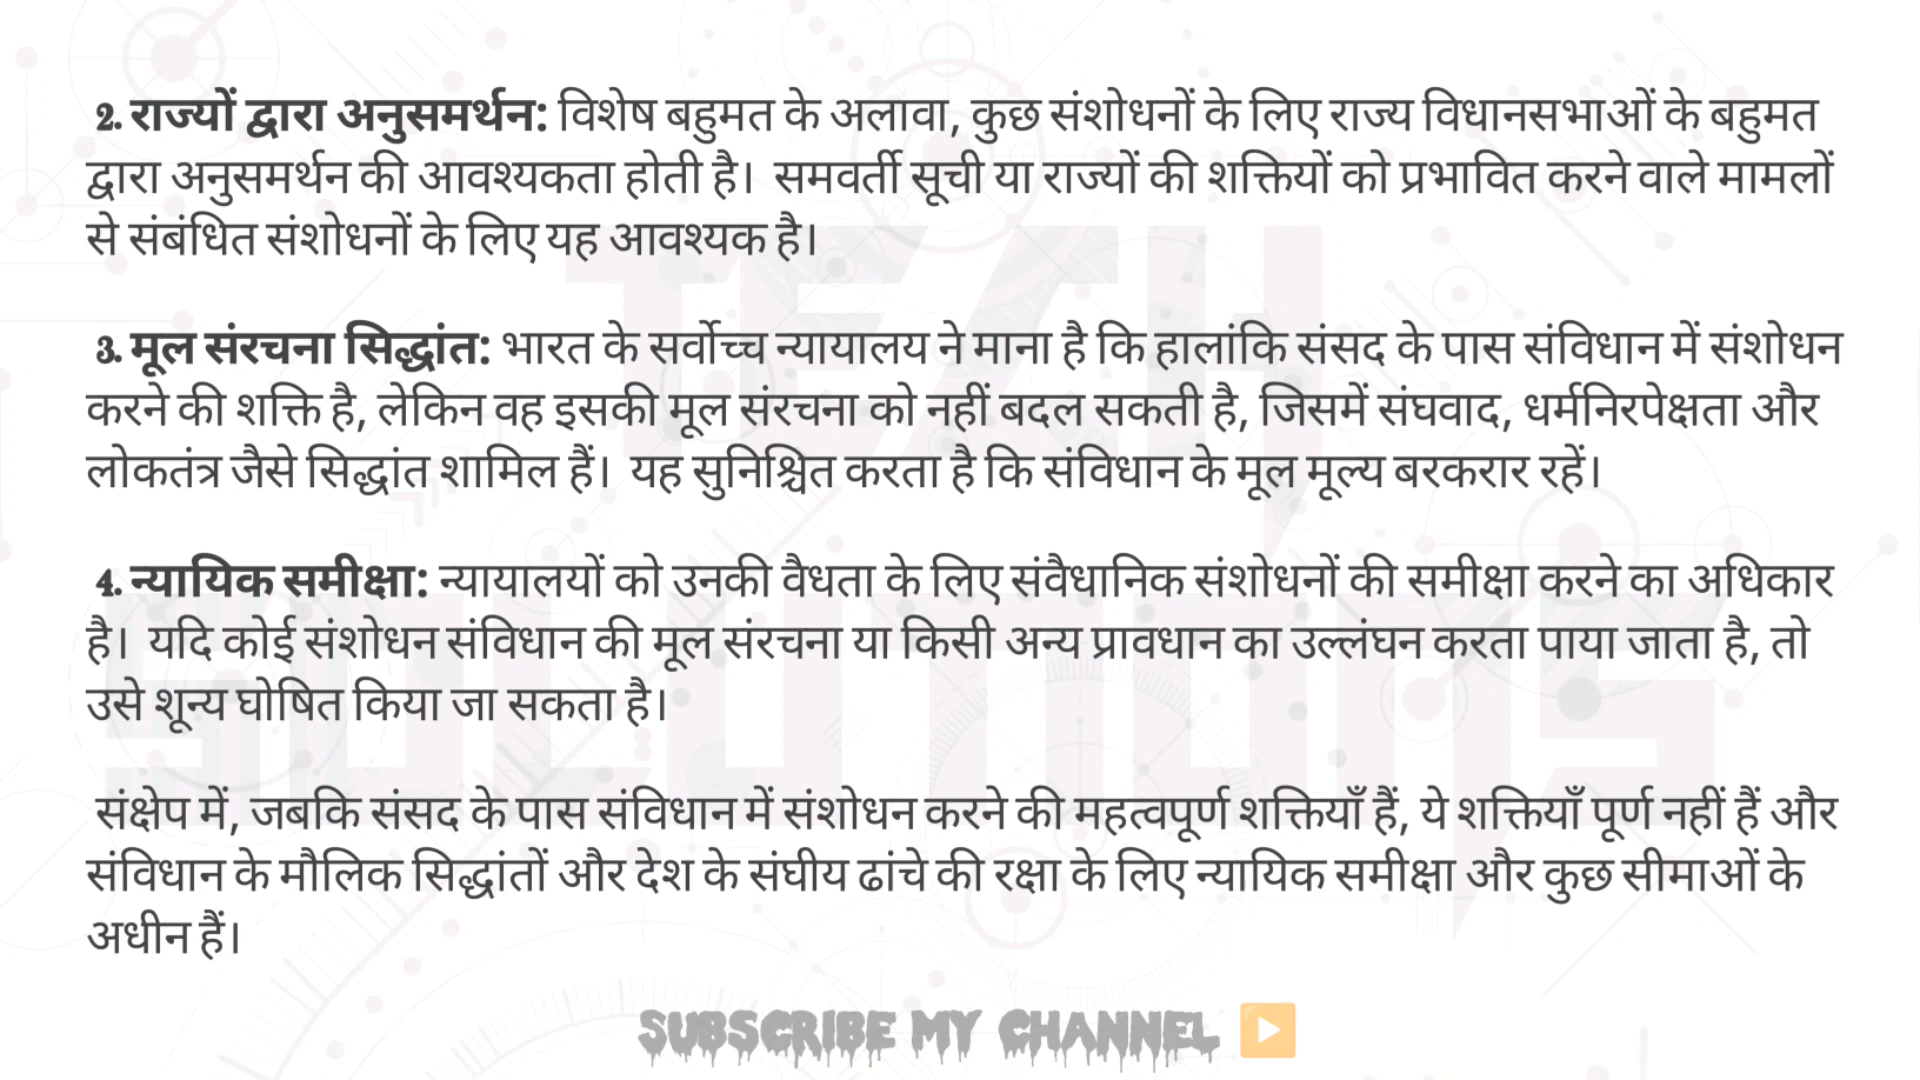 2. राज्यों द्वारा अनुसमर्थन: विशेष बहुमत के अलावा, कुछ संशोधनों के लिए राज्य विधानसभाओं के बहुमत
द्वारा अनुसमर्थन की आवश्यकता होती है। समवर्ती सूची या राज्यों की शक्तियों को प्रभावित करने वाले मामलों
से संबंधित संशोधनों के लिए यह आवश्यक है।
3. मूल संरचना सिद्धांत: भारत के सर्वोच्च न्यायालय ने माना है कि हालांकि संसद के पास संविधान में संशोधन
करने की शक्ति है, लेकिन वह इसकी मूल संरचना को नहीं बदल सकती है, जिसमें संघवाद, धर्मनिरपेक्षता और
लोकतंत्र जैसे सिद्धांत शामिल हैं। यह सुनिश्चित करता है कि संविधान के मूल मूल्य बरकरार रहें।
4. न्यायिक समीक्षा: न्यायालयों को उनकी वैधता के लिए संवैधानिक संशोधनों की समीक्षा करने का अधिकार
है। यदि कोई संशोधन संविधान की मूल संरचना या किसी अन्य प्रावधान का उल्लंघन करता पाया जाता है, तो
उसे शून्य घोषित किया जा सकता है।
संक्षेप में, जबकि संसद के पास संविधान में संशोधन करने की महत्वपूर्ण शक्तियाँ हैं, ये शक्तियाँ पूर्ण नहीं हैं और
संविधान के मौलिक सिद्धांतों और देश के संघीय ढांचे की रक्षा के लिए न्यायिक समीक्षा और कुछ सीमाओं के
अधीन हैं।
TECH
SOLUTIONS
SUBSCRIBE MY CHANNEL